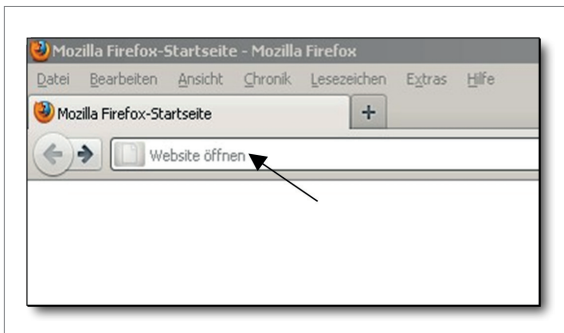 Mozilla Firefox-Startseite - Mozilla Firefox
Datei Bearbeiten Ansicht Chronik Lesezeichen Extras Hilfe
Mozilla Firefox-Startseite +
Website öffnen